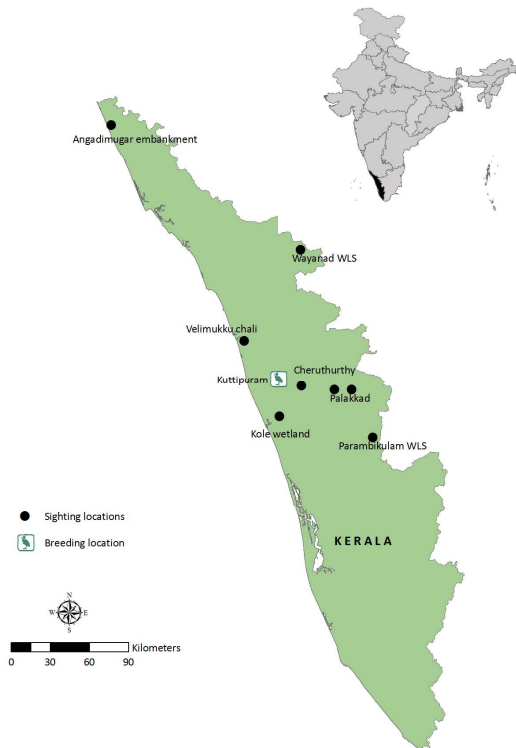 Angadimugar embankment
Wayanad WLS
Velimukku chali
Cheruthurthy
Kuttipuram
Palakkad
Kole wetland
Parambikulam WLS
Sighting locations
KERALA
Breeding location
N
W E
S
Kilometers
0 30 60 90